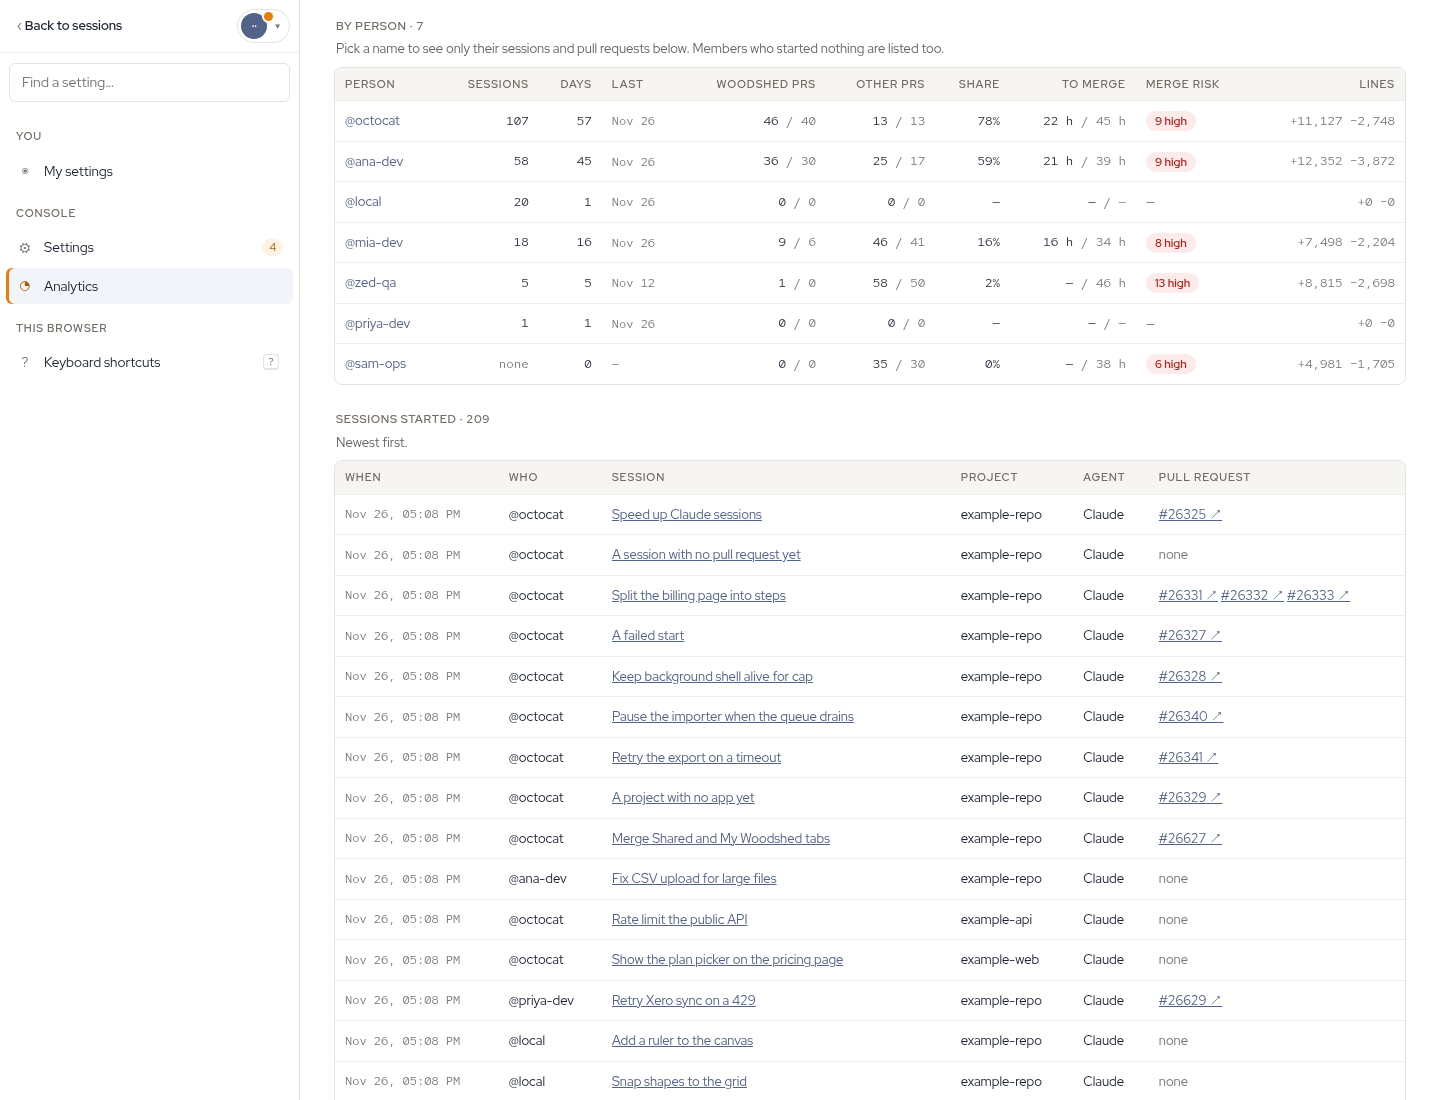 ‹ Back to sessions
Find a setting...
YOU
My settings
CONSOLE
Settings 4
Analytics
THIS BROWSER
? Keyboard shortcuts ?
BY PERSON · 7
Pick a name to see only their sessions and pull requests below. Members who started nothing are listed too.
PERSON SESSIONS DAYS LAST WOODSHED PRS OTHER PRS SHARE TO MERGE MERGE RISK LINES
@octocat 107 57 Nov 26 46 / 40 13 / 13 78% 22 h / 45 h 9 high +11,127 −2,748
@ana-dev 58 45 Nov 26 36 / 30 25 / 17 59% 21 h / 39 h 9 high +12,352 −3,872
@local 20 1 Nov 26 0 / 0 0 / 0 — — / — — +0 −0
@mia-dev 18 16 Nov 26 9 / 6 46 / 41 16% 16 h / 34 h 8 high +7,498 −2,204
@zed-qa 5 5 Nov 12 1 / 0 58 / 50 2% — / 46 h 13 high +8,815 −2,698
@priya-dev 1 1 Nov 26 0 / 0 0 / 0 — — / — — +0 −0
@sam-ops none 0 — 0 / 0 35 / 30 0% — / 38 h 6 high +4,981 −1,705
SESSIONS STARTED · 209
Newest first.
WHEN WHO SESSION PROJECT AGENT PULL REQUEST
Nov 26, 05:08 PM @octocat Speed up Claude sessions example-repo Claude #26325 ↗
Nov 26, 05:08 PM @octocat A session with no pull request yet example-repo Claude none
Nov 26, 05:08 PM @octocat Split the billing page into steps example-repo Claude #26331 ↗ #26332 ↗ #26333 ↗
Nov 26, 05:08 PM @octocat A failed start example-repo Claude #26327 ↗
Nov 26, 05:08 PM @octocat Keep background shell alive for cap example-repo Claude #26328 ↗
Nov 26, 05:08 PM @octocat Pause the importer when the queue drains example-repo Claude #26340 ↗
Nov 26, 05:08 PM @octocat Retry the export on a timeout example-repo Claude #26341 ↗
Nov 26, 05:08 PM @octocat A project with no app yet example-repo Claude #26329 ↗
Nov 26, 05:08 PM @octocat Merge Shared and My Woodshed tabs example-repo Claude #26627 ↗
Nov 26, 05:08 PM @ana-dev Fix CSV upload for large files example-repo Claude none
Nov 26, 05:08 PM @octocat Rate limit the public API example-api Claude none
Nov 26, 05:08 PM @octocat Show the plan picker on the pricing page example-web Claude none
Nov 26, 05:08 PM @priya-dev Retry Xero sync on a 429 example-repo Claude #26629 ↗
Nov 26, 05:08 PM @local Add a ruler to the canvas example-repo Claude none
Nov 26, 05:08 PM @local Snap shapes to the grid example-repo Claude none